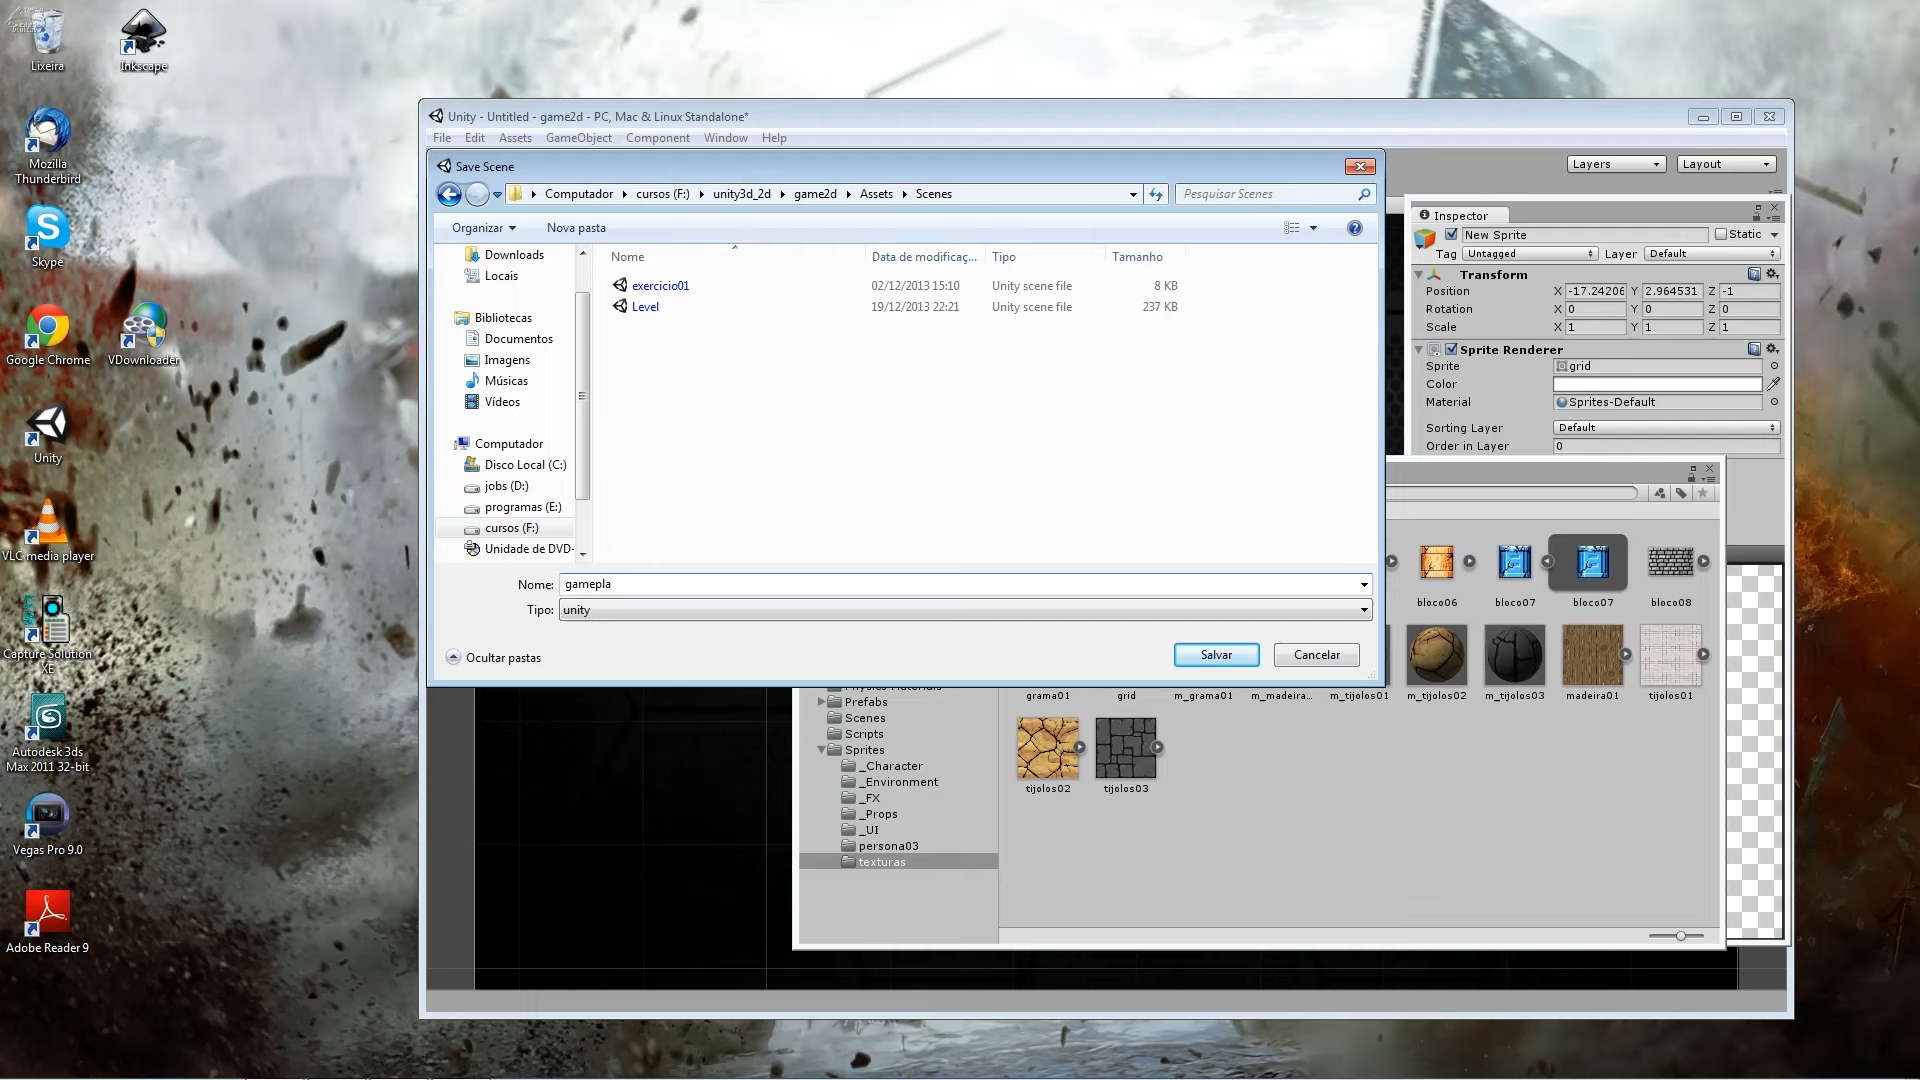 Lixeira
Inkscape
Mozilla
Thunderbird
Skype
Google Chrome
VDownloader
Unity
VLC media player
Capture Solution
XE
Autodesk 3ds
Max 2011 32-bit
Vegas Pro 9.0
Adobe Reader 9
Unity - Untitled - game2d - PC, Mac & Linux Standalone*
File Edit Assets GameObject Component Window Help
Save Scene
Computador cursos (F:) unity3d_2d game2d Assets Scenes
Pesquisar Scenes
Organizar Nova pasta
Downloads
Locais
Bibliotecas
Documentos
Imagens
Músicas
Vídeos
Computador
Disco Local (C:)
jobs (D:)
programas (E:)
cursos (F:)
Unidade de DVD-
Nome Data de modificaç... Tipo Tamanho
exercicio01 02/12/2013 15:10 Unity scene file 8 KB
Level 19/12/2013 22:21 Unity scene file 237 KB
Nome: gamepla
Tipo: unity
Ocultar pastas
Salvar Cancelar
Layers Layout
Inspector
New Sprite Static
Tag Untagged Layer Default
Transform
Position X -17.24206 Y 2.964531 Z -1
Rotation X 0 Y 0 Z 0
Scale X 1 Y 1 Z 1
Sprite Renderer
Sprite grid
Color
Material Sprites-Default
Sorting Layer Default
Order in Layer 0
bloco06 bloco07 bloco07 bloco08
grama01 grid m_grama01 m_madeira... m_tijolos01 m_tijolos02 m_tijolos03 madeira01 tijolos01
tijolos02 tijolos03
Physics Materials
Prefabs
Scenes
Scripts
Sprites
_Character
_Environment
_FX
_Props
_UI
persona03
texturas